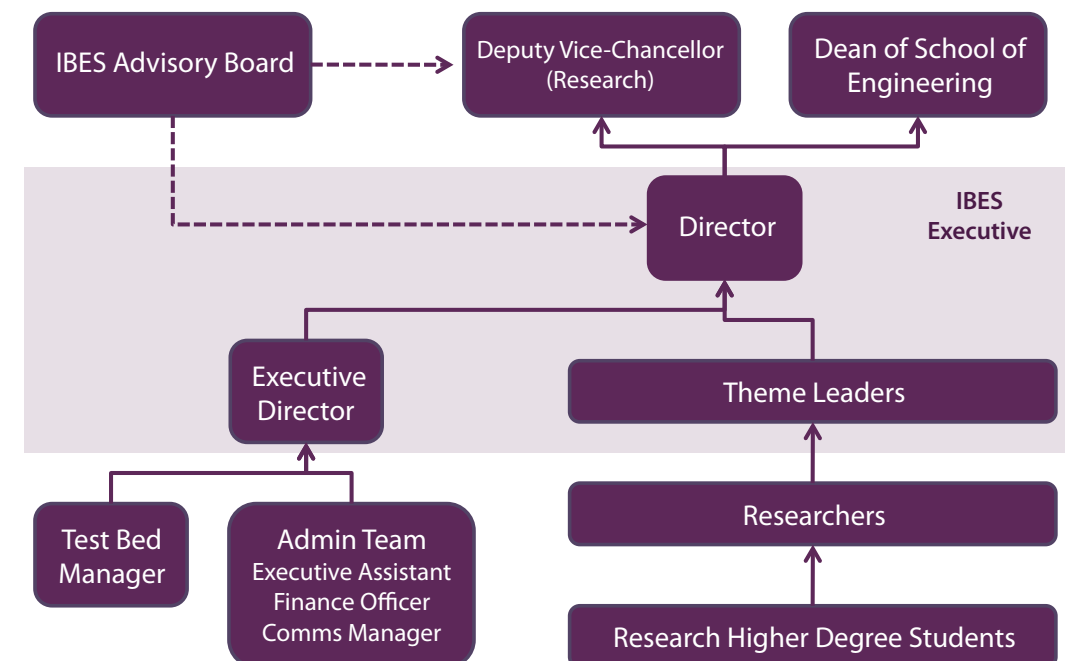 IBES Advisory Board
Deputy Vice-Chancellor
(Research)
Dean of School of
Engineering
Director
IBES
Executive
Executive
Director
Theme Leaders
Test Bed
Manager
Admin Team
Executive Assistant
Finance Officer
Comms Manager
Researchers
Research Higher Degree Students